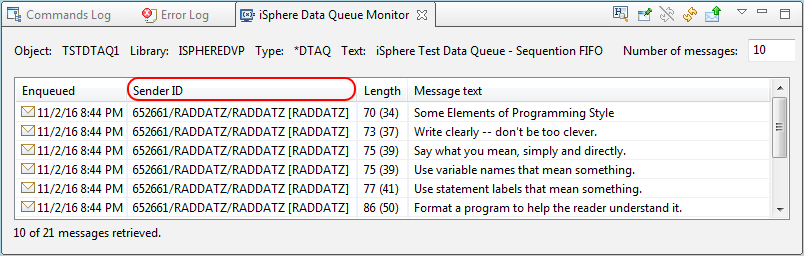 Commands Log Error Log iSphere Data Queue Monitor
Object: TSTDTAQ1 Library: ISPHEREDVP Type: *DTAQ Text: iSphere Test Data Queue - Sequention FIFO Number of messages: 10
Enqueued Sender ID Length Message text
11/2/16 8:44 PM 652661/RADDATZ/RADDATZ [RADDATZ] 70 (34) Some Elements of Programming Style
11/2/16 8:44 PM 652661/RADDATZ/RADDATZ [RADDATZ] 73 (37) Write clearly -- don't be too clever.
11/2/16 8:44 PM 652661/RADDATZ/RADDATZ [RADDATZ] 75 (39) Say what you mean, simply and directly.
11/2/16 8:44 PM 652661/RADDATZ/RADDATZ [RADDATZ] 75 (39) Use variable names that mean something.
11/2/16 8:44 PM 652661/RADDATZ/RADDATZ [RADDATZ] 77 (41) Use statement labels that mean something.
11/2/16 8:44 PM 652661/RADDATZ/RADDATZ [RADDATZ] 86 (50) Format a program to help the reader understand it.
10 of 21 messages retrieved.